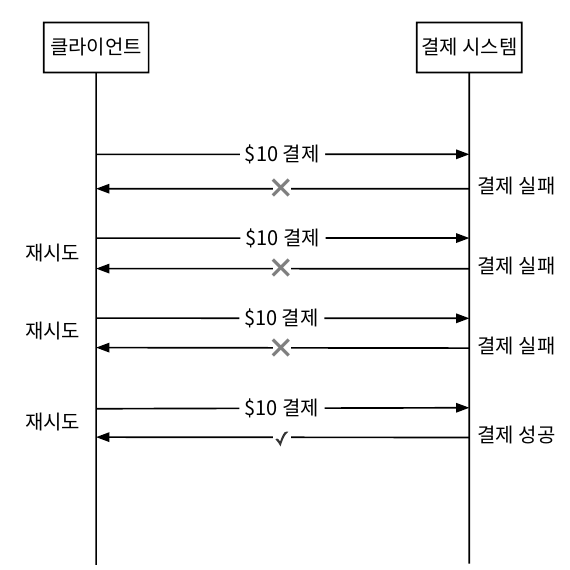 클라이언트
결제 시스템
$10 결제
결제 실패
$10 결제
재시도
결제 실패
$10 결제
재시도
결제 실패
$10 결제
재시도
결제 성공